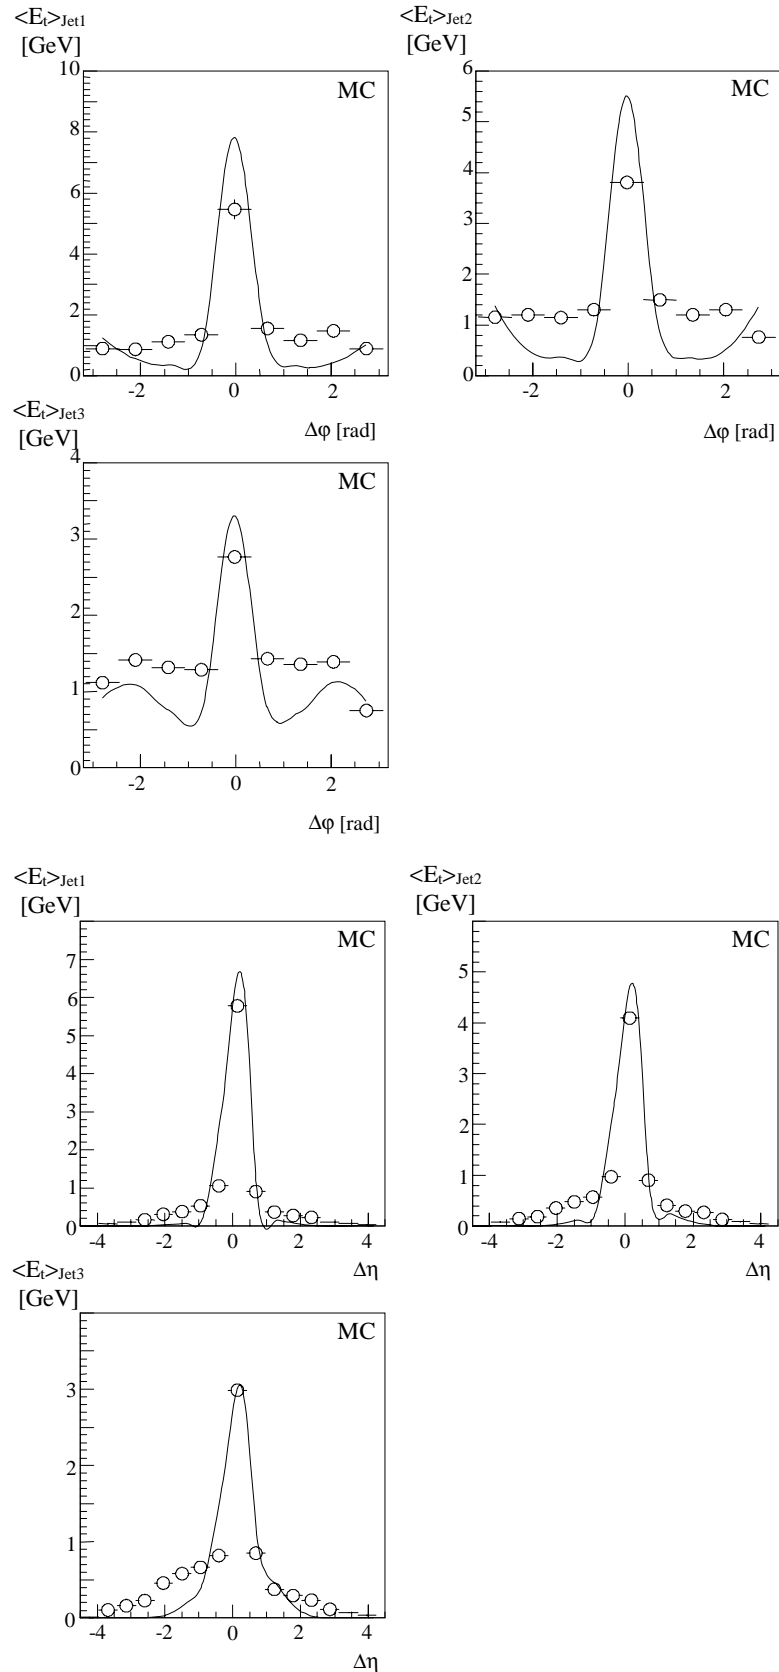 <Et>Jet1 <Et>Jet2
[GeV] [GeV]
10 6
MC MC
8 5
6 4
3
4 2
2 1
0 0
-2 0 2 -2 0 2
<Et>Jet3 Δφ [rad] Δφ [rad]
[GeV]
4
MC
3
2
1
0
-2 0 2
Δφ [rad]
<Et>Jet1 <Et>Jet2
[GeV] [GeV]
MC MC
7 5
6 4
5
4 3
3 2
2
1 1
0 0
-4 -2 0 2 4 -4 -2 0 2 4
<Et>Jet3 Δη Δη
[GeV]
MC
3
2
1
0
-4 -2 0 2 4
Δη